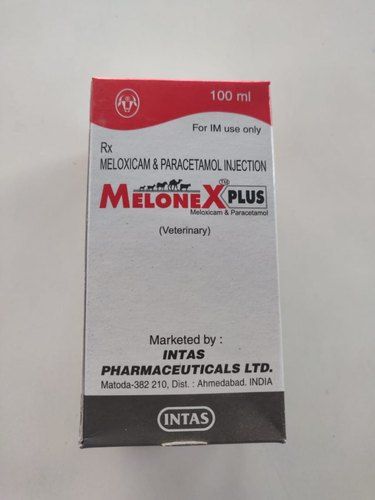 100 ml
For IM use only
Rx
MELOXICAM & PARACETAMOL INJECTION
MELONEX PLUS TM
Meloxicam & Paracetamol
(Veterinary)
Marketed by :
INTAS
PHARMACEUTICALS LTD.
Matoda-382 210, Dist. : Ahmedabad. INDIA
INTAS